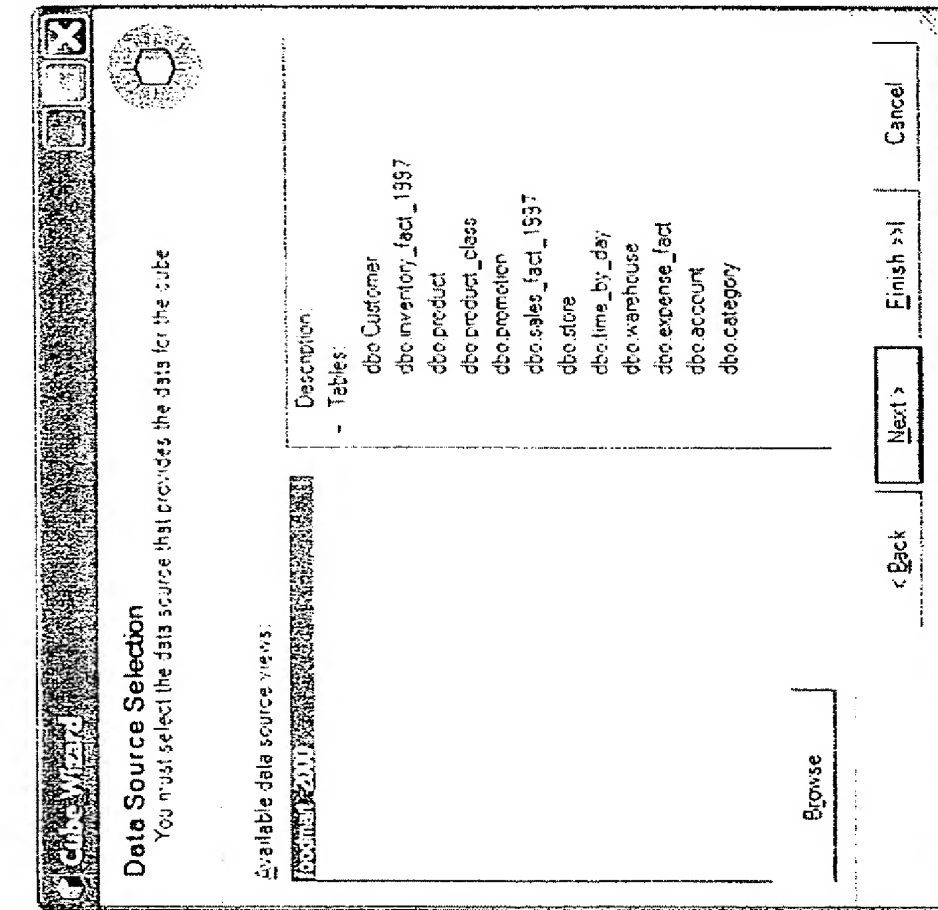 Cube Wizard
Data Source Selection
You must select the data source that provides the data for the cube
Available data source views:
Description:
- Tables:
dbo.Customer
dbo.inventory_fact_1997
dbo.product
dbo.product_class
dbo.promotion
dbo.sales_fact_1997
dbo.store
dbo.time_by_day
dbo.warehouse
dbo.expense_fact
dbo.account
dbo.category
Browse
< Back
Next >
Finish >>|
Cancel